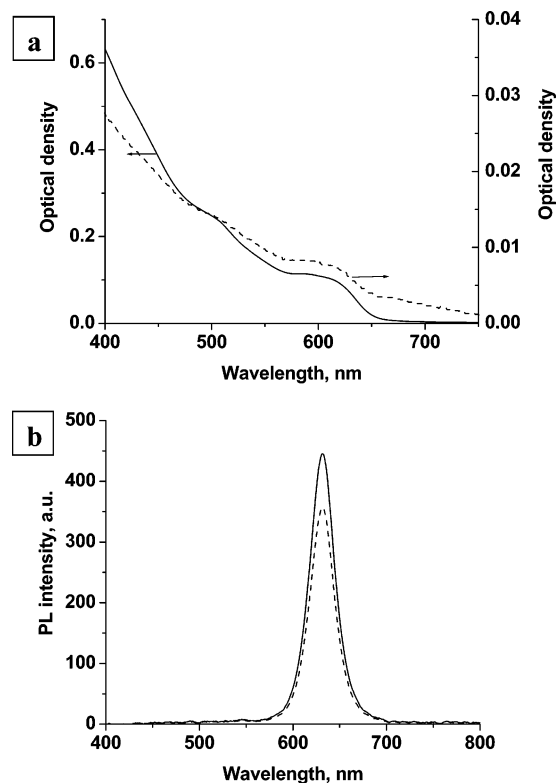 a
0.6
0.4
0.2
0.0
Optical density
0.04
0.03
0.02
0.01
0.00
Optical density
400 500 600 700
Wavelength, nm
b
500
400
300
200
100
0
PL intensity, a.u.
400 500 600 700 800
Wavelength, nm